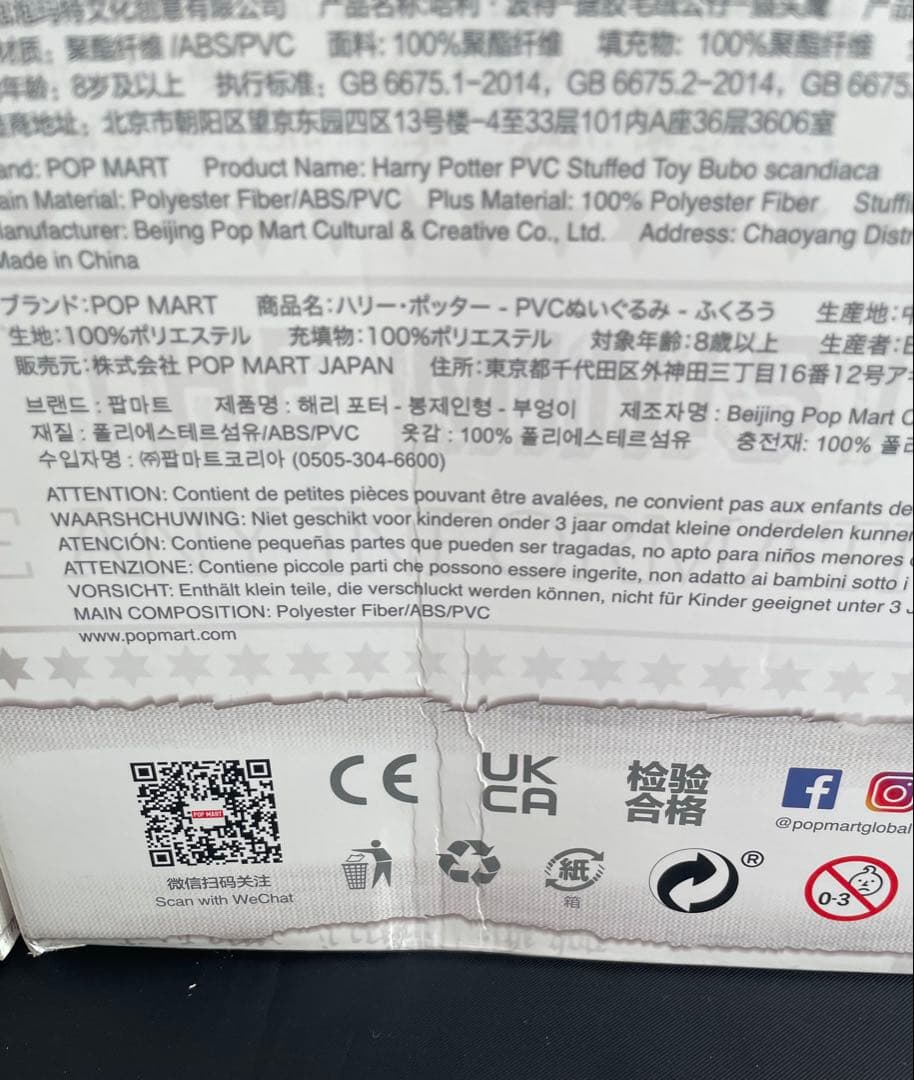 产品名称:哈利·波特
材质：聚酯纤维/ABS/PVC 面料: 100%聚酯纤维 填充物: 100%聚酯纤维
年龄：8岁及以上 执行标准：GB 6675.1-2014，GB 6675.2-2014，GB 6675.
地址：北京市朝阳区望京东园四区13号楼-4至33层101内A座36层3606室
and: POP MART Product Name: Harry Potter PVC Stuffed Toy Bubo scandiaca
ain Material: Polyester Fiber/ABS/PVC Plus Material: 100% Polyester Fiber Stuffi
anufacturer: Beijing Pop Mart Cultural & Creative Co., Ltd. Address: Chaoyang Distr
Made in China
ブランド:POP MART 商品名:ハリー・ポッター - PVCぬいぐるみ - ふくろう 生産地:中
生地:100%ポリエステル 充填物:100%ポリエステル 対象年齢:8歳以上 生産者:B
販売元:株式会社 POP MART JAPAN 住所:東京都千代田区外神田三丁目16番12号ア
브랜드 : 팝마트 제품명 : 해리 포터 - 봉제인형 - 부엉이 제조자명 : Beijing Pop Mart C
재질 : 폴리에스테르섬유/ABS/PVC 옷감 : 100% 폴리에스테르섬유 충전재: 100% 폴리
수입자명 : ㈜팝마트코리아 (0505-304-6600)
ATTENTION: Contient de petites pièces pouvant être avalées, ne convient pas aux enfants de
WAARSHCHUWING: Niet geschikt voor kinderen onder 3 jaar omdat kleine onderdelen kunner
ATENCIÓN: Contiene pequeñas partes que pueden ser tragadas, no apto para niños menores
ATTENZIONE: Contiene piccole parti che possono essere ingerite, non adatto ai bambini sotto i
VORSICHT: Enthält klein teile, die verschluckt werden können, nicht für Kinder geeignet unter 3 J
MAIN COMPOSITION: Polyester Fiber/ABS/PVC
www.popmart.com
POP MART
CE UK CA 检验合格
@popmartglobal
微信扫码关注
Scan with WeChat
紙
箱
®
0-3